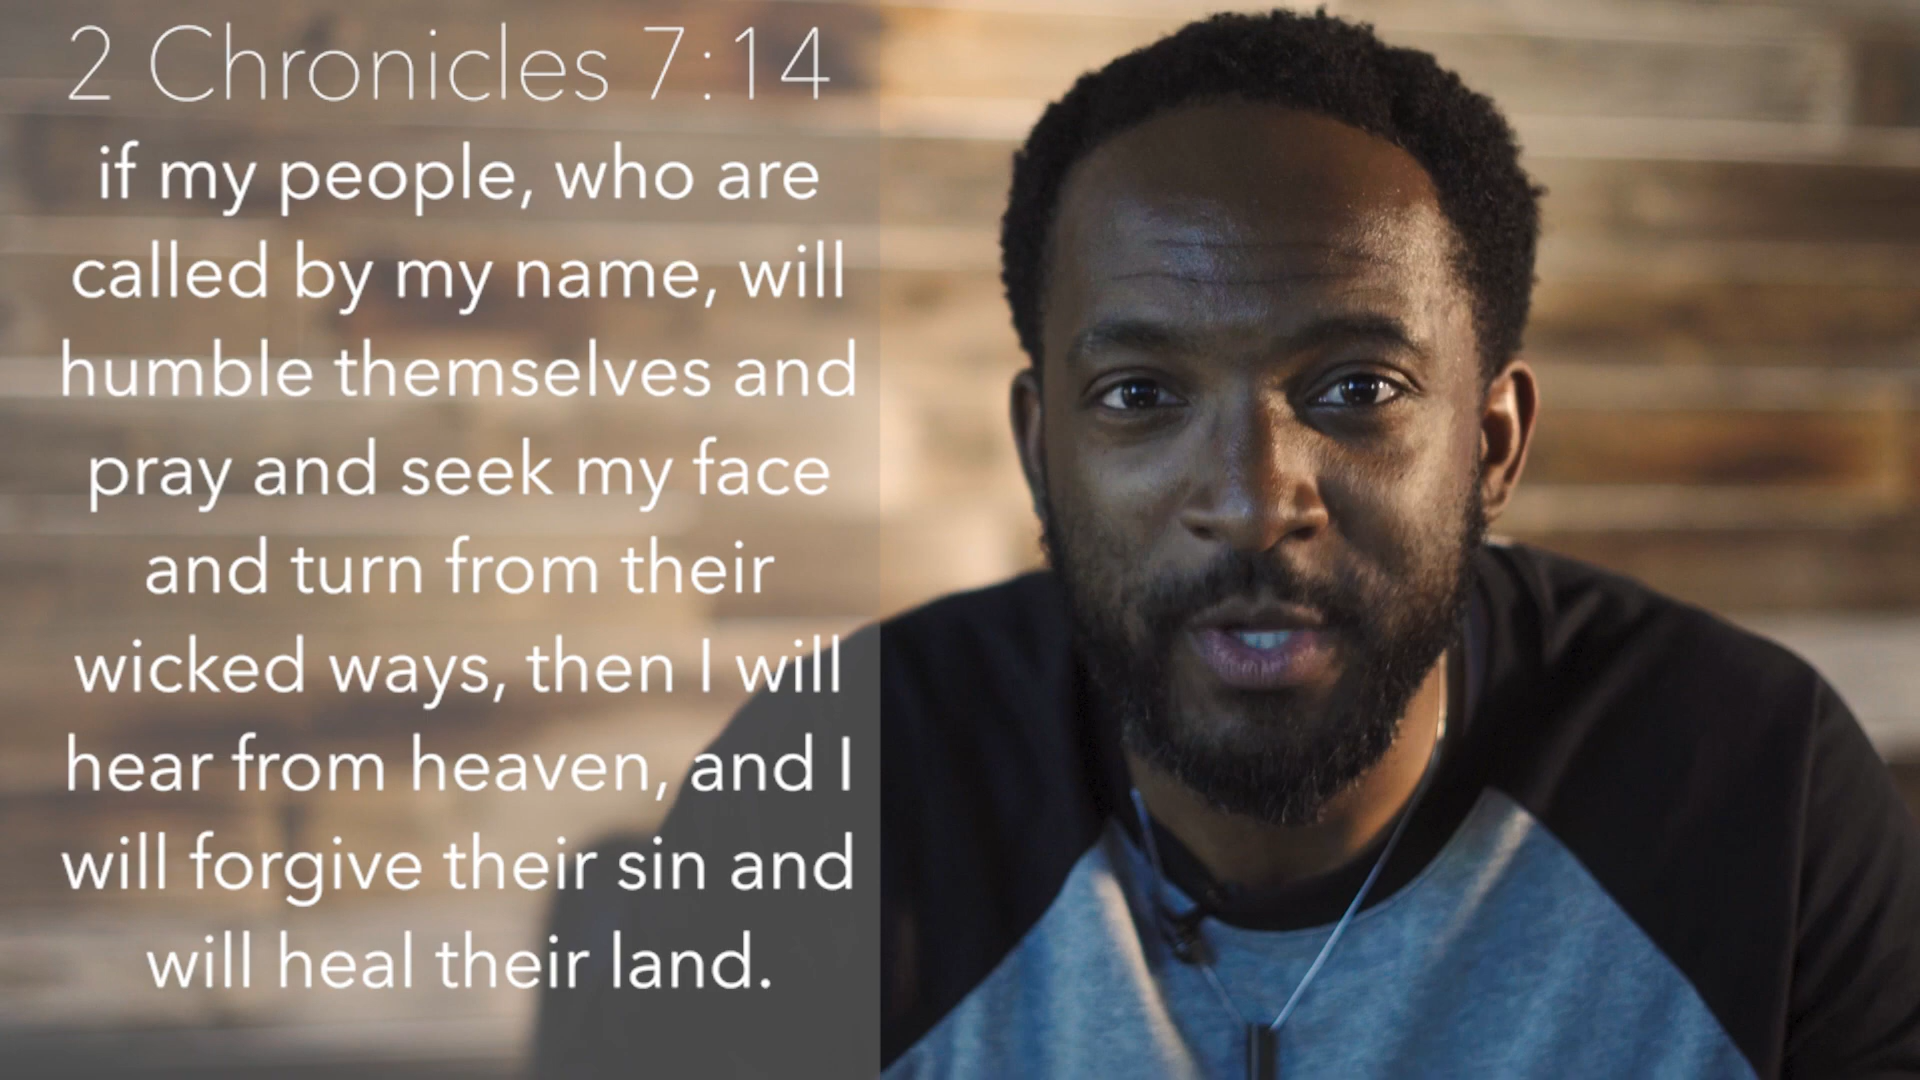 2 Chronicles 7:14
if my people, who are
called by my name, will
humble themselves and
pray and seek my face
and turn from their
wicked ways, then I will
hear from heaven, and I
will forgive their sin and
will heal their land.